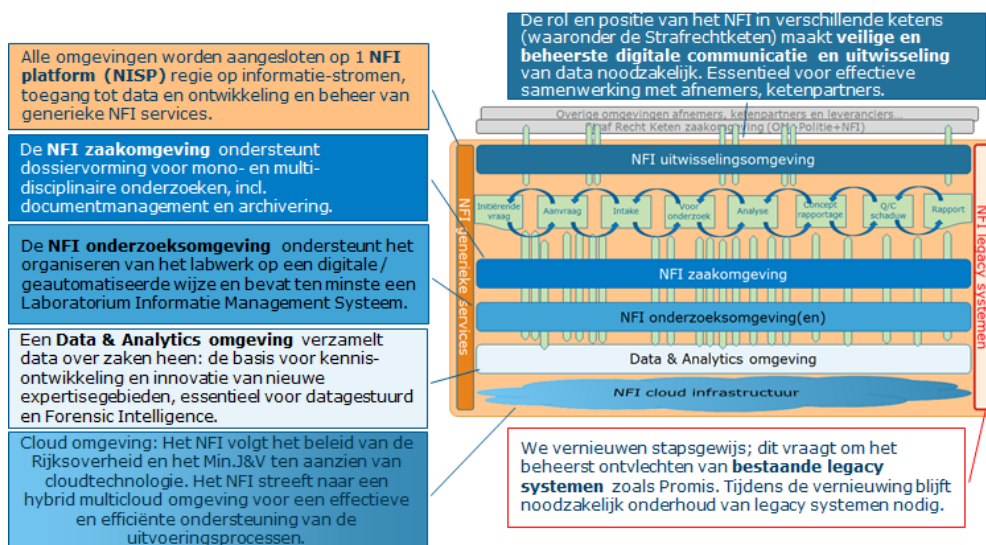 De rol en positie van het NFI in verschillende ketens
(waaronder de Strafrechtketen) maakt veilige en
beheerste digitale communicatie en uitwisseling
van data noodzakelijk. Essentieel voor effectieve
samenwerking met afnemers, ketenpartners.
Alle omgevingen worden aangesloten op 1 NFI
platform (NISP) regie op informatie-stromen,
toegang tot data en ontwikkeling en beheer van
generieke NFI services.
De NFI zaakomgeving ondersteunt
dossiervorming voor mono- en multi-
disciplinaire onderzoeken, incl.
documentmanagement en archivering.
De NFI onderzoeksomgeving ondersteunt het
organiseren van het labwerk op een digitale /
geautomatiseerde wijze en bevat ten minste een
Laboratorium Informatie Management Systeem.
Een Data & Analytics omgeving verzamelt
data over zaken heen: de basis voor kennis-
ontwikkeling en innovatie van nieuwe
expertisegebieden, essentieel voor datagestuurd
en Forensic Intelligence.
Cloud omgeving: Het NFI volgt het beleid van de
Rijksoverheid en het Min.J&V ten aanzien van
cloudtechnologie. Het NFI streeft naar een
hybrid multicloud omgeving voor een effectieve
en efficiënte ondersteuning van de
uitvoeringsprocessen.
Overige omgevingen afnemers, ketenpartners en leveranciers...
Straf Recht Keten zaakomgeving (OM+Politie+NFI)
NFI generieke services
NFI uitwisselingsomgeving
Initiërende
vraag
Aanvraag
Intake
Voor
onderzoek
Analyse
Concept
rapportage
Q/C
schaduw
Rapport
NFI zaakomgeving
NFI onderzoeksomgeving(en)
Data & Analytics omgeving
NFI cloud infrastructuur
NFI legacy systemen
We vernieuwen stapsgewijs; dit vraagt om het
beheerst ontvlechten van bestaande legacy
systemen zoals Promis. Tijdens de vernieuwing blijft
noodzakelijk onderhoud van legacy systemen nodig.